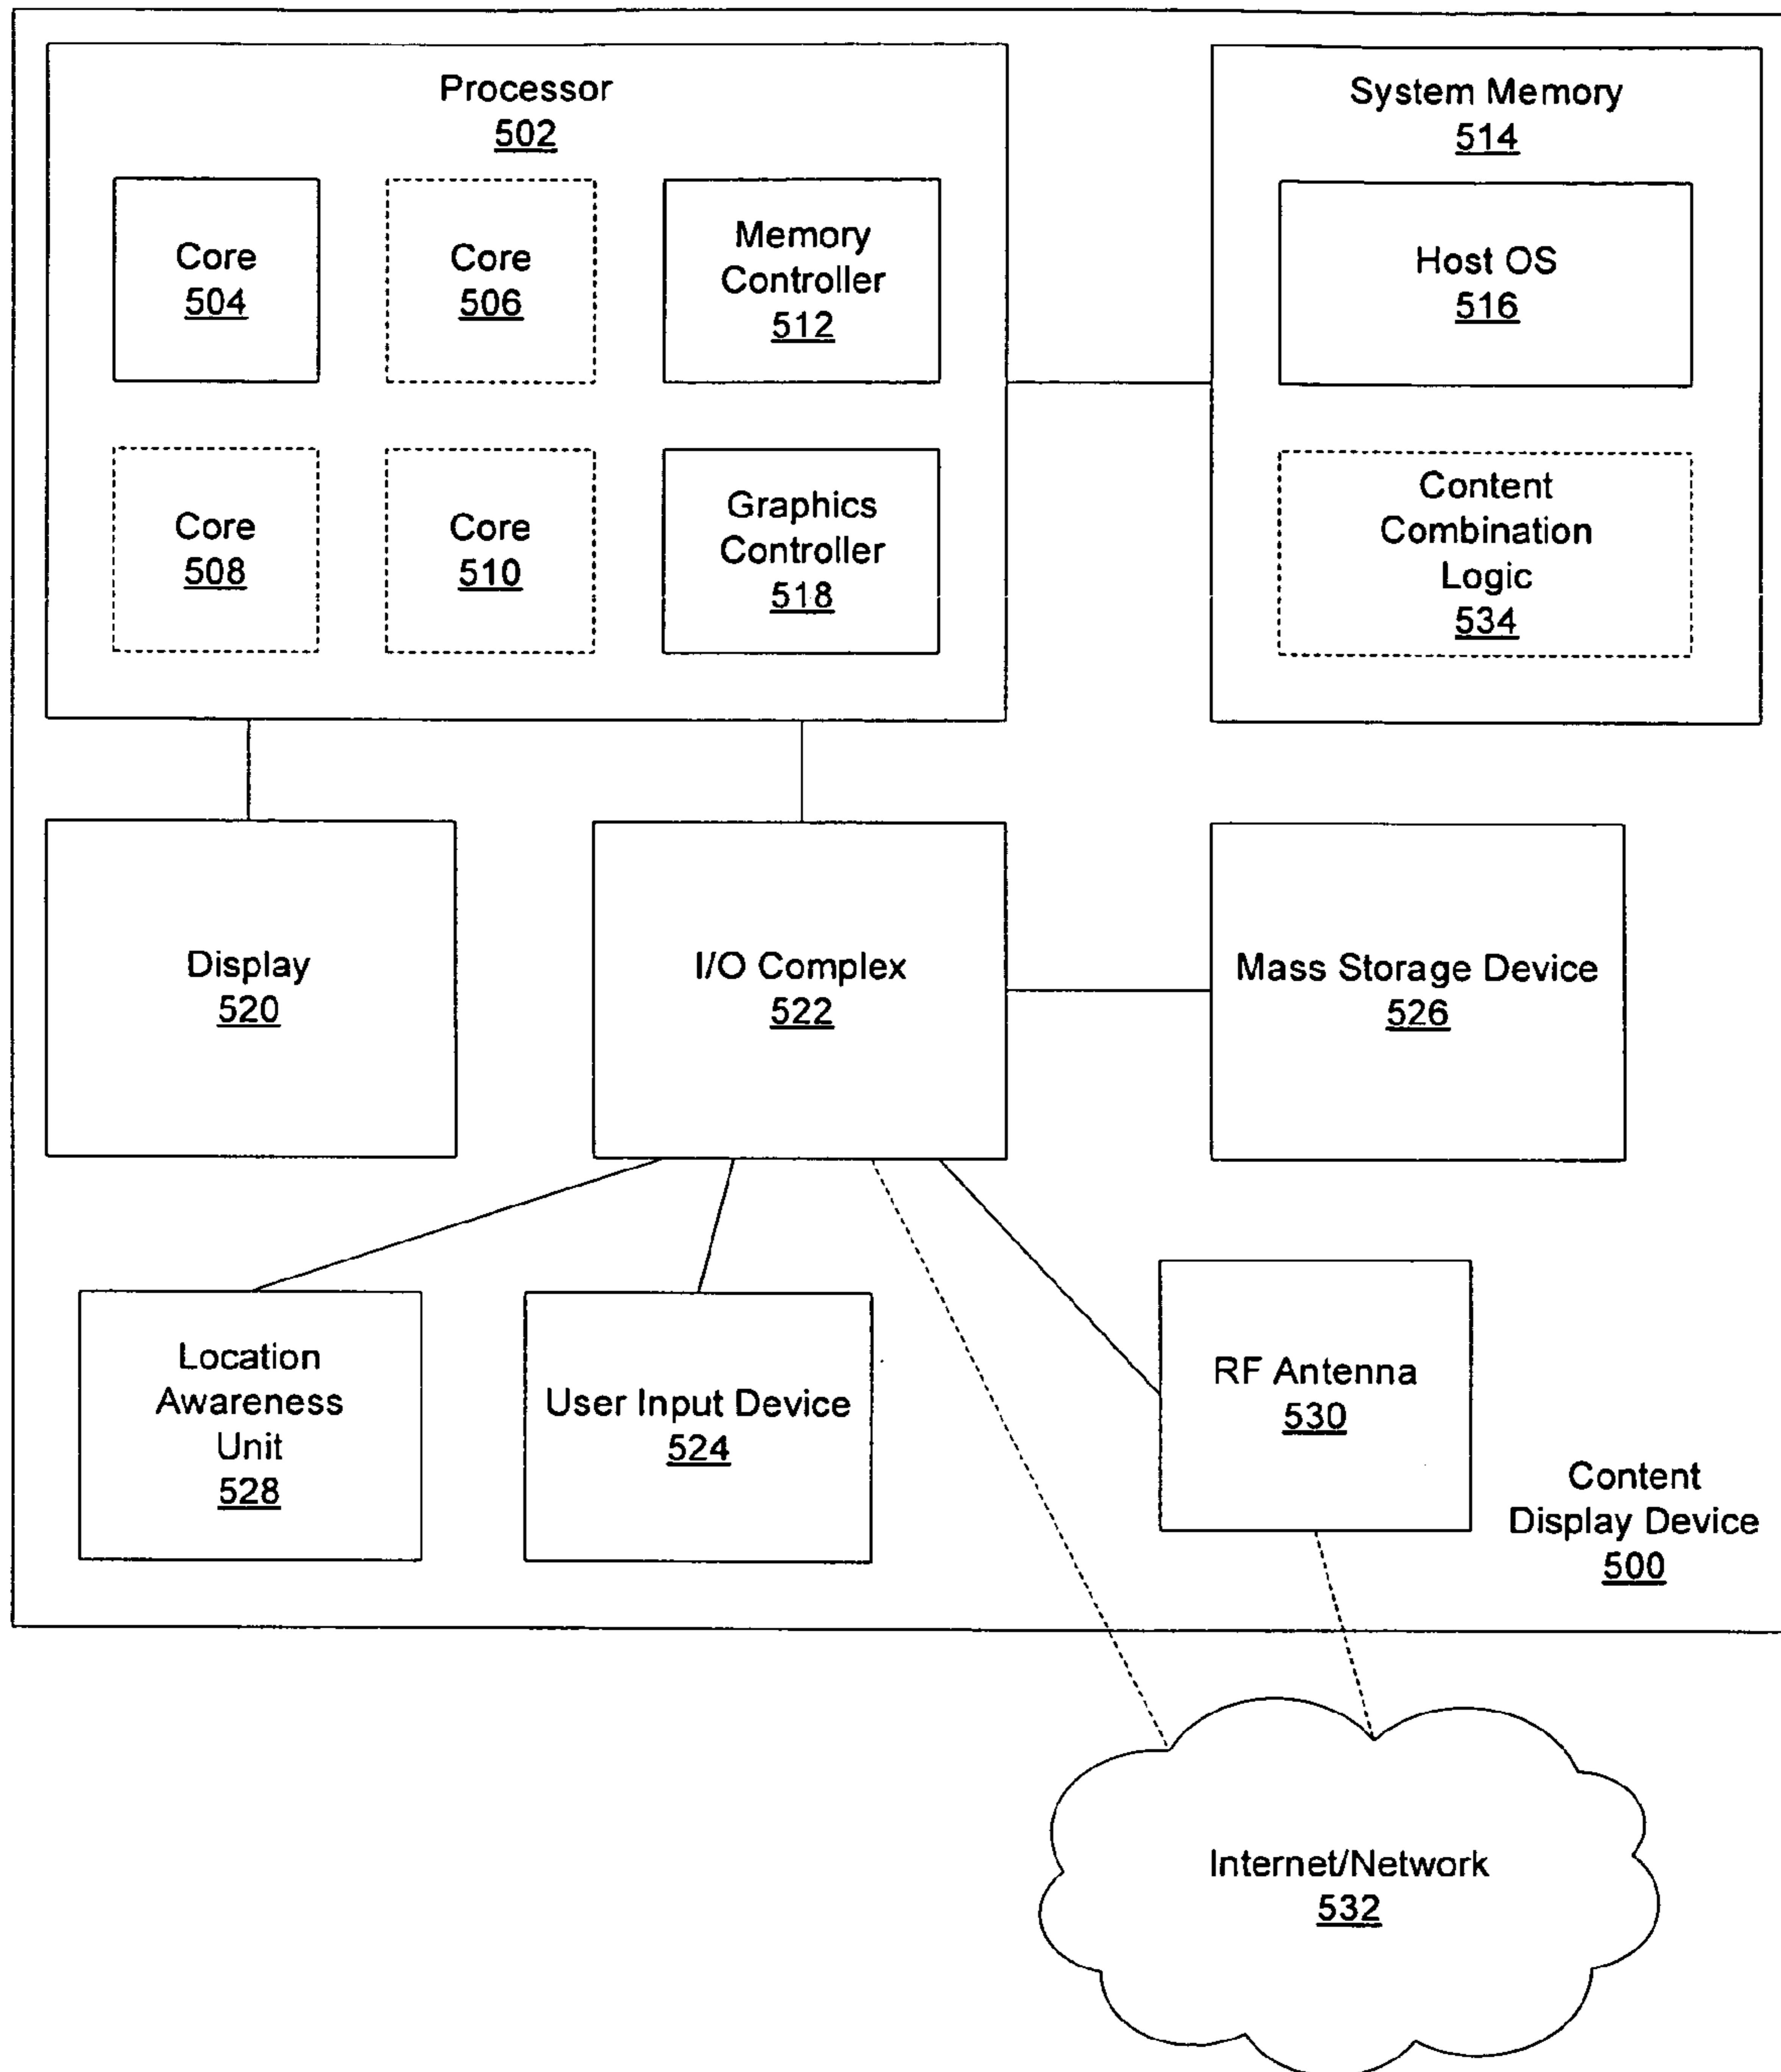 Processor
502
System Memory
514
Core
504
Core
506
Memory
Controller
512
Host OS
516
Core
508
Core
510
Graphics
Controller
518
Content
Combination
Logic
534
Display
520
I/O Complex
522
Mass Storage Device
526
Location
Awareness
Unit
528
User Input Device
524
RF Antenna
530
Content
Display Device
500
Internet/Network
532